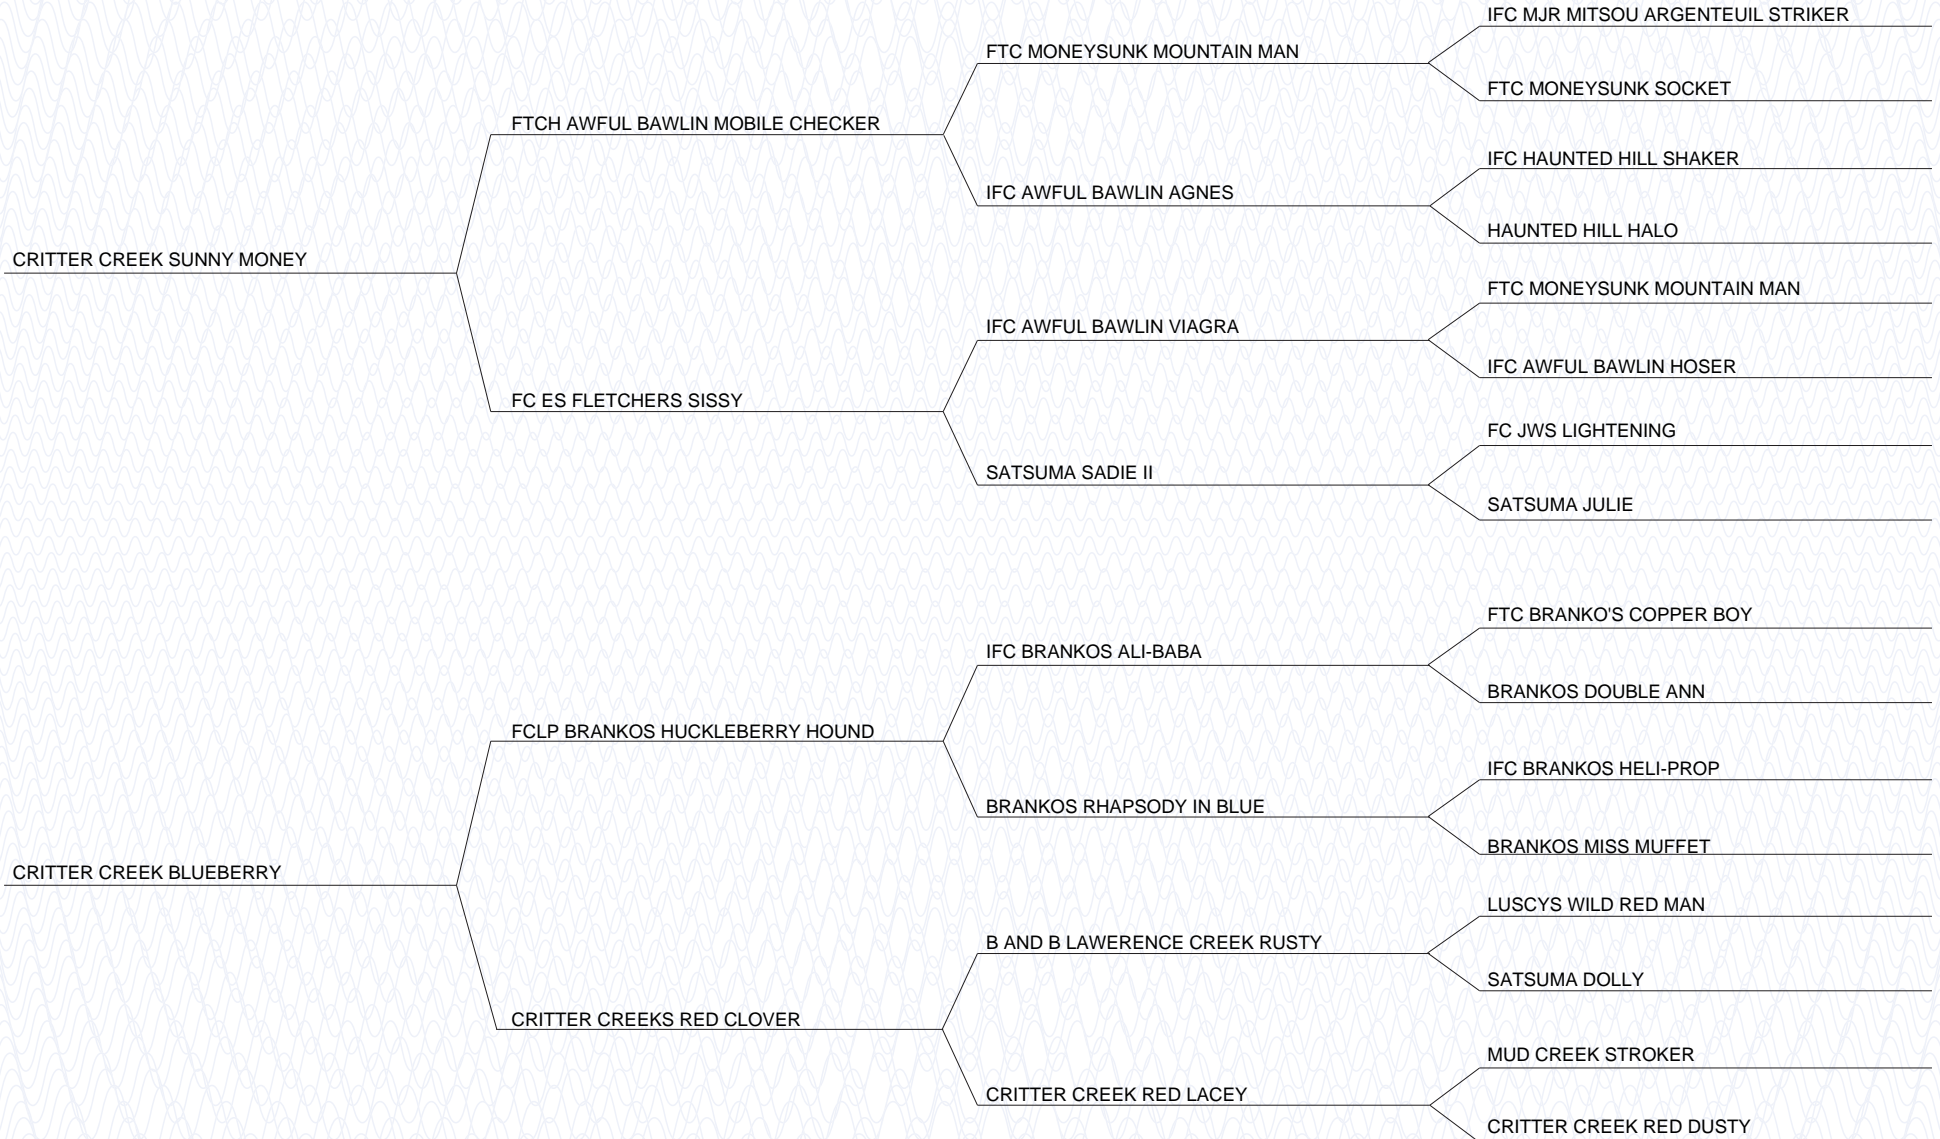 IFC MJR MITSOU ARGENTEUIL STRIKER
FTC MONEYSUNK MOUNTAIN MAN
FTC MONEYSUNK SOCKET
FTCH AWFUL BAWLIN MOBILE CHECKER
IFC HAUNTED HILL SHAKER
IFC AWFUL BAWLIN AGNES
HAUNTED HILL HALO
CRITTER CREEK SUNNY MONEY
FTC MONEYSUNK MOUNTAIN MAN
IFC AWFUL BAWLIN VIAGRA
IFC AWFUL BAWLIN HOSER
FC ES FLETCHERS SISSY
FC JWS LIGHTENING
SATSUMA SADIE II
SATSUMA JULIE
FTC BRANKO'S COPPER BOY
IFC BRANKOS ALI-BABA
BRANKOS DOUBLE ANN
FCLP BRANKOS HUCKLEBERRY HOUND
IFC BRANKOS HELI-PROP
BRANKOS RHAPSODY IN BLUE
BRANKOS MISS MUFFET
CRITTER CREEK BLUEBERRY
LUSCYS WILD RED MAN
B AND B LAWERENCE CREEK RUSTY
SATSUMA DOLLY
CRITTER CREEKS RED CLOVER
MUD CREEK STROKER
CRITTER CREEK RED LACEY
CRITTER CREEK RED DUSTY